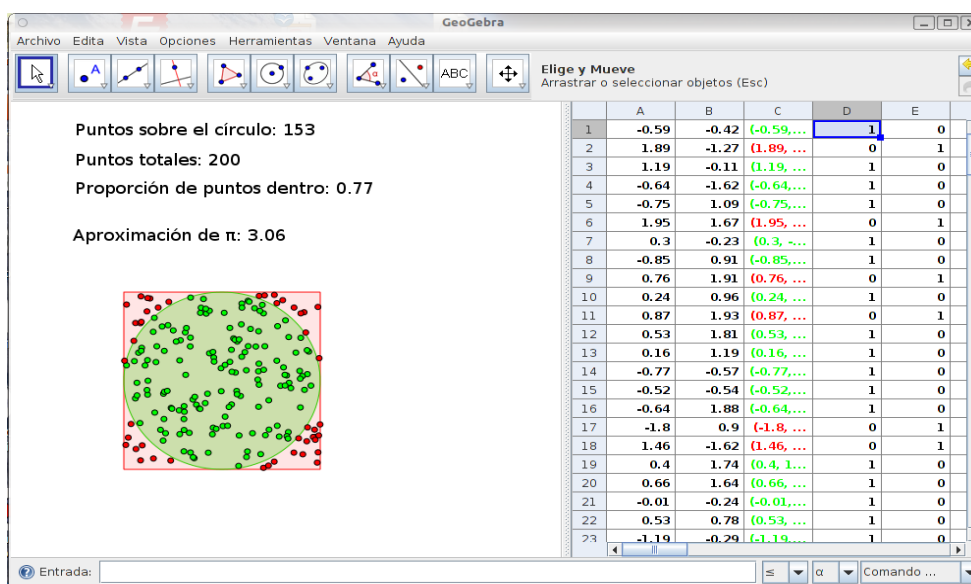 GeoGebra
Archivo Edita Vista Opciones Herramientas Ventana Ayuda
A
α
ABC
Elige y Mueve
Arrastrar o seleccionar objetos (Esc)
Puntos sobre el círculo: 153
Puntos totales: 200
Proporción de puntos dentro: 0.77
Aproximación de π: 3.06
A B C D E
1 -0.59 -0.42 (-0.59,... 1 0
2 1.89 -1.27 (1.89, ... 0 1
3 1.19 -0.11 (1.19, ... 1 0
4 -0.64 -1.62 (-0.64,... 1 0
5 -0.75 1.09 (-0.75,... 1 0
6 1.95 1.67 (1.95, ... 0 1
7 0.3 -0.23 (0.3, -... 1 0
8 -0.85 0.91 (-0.85,... 1 0
9 0.76 1.91 (0.76, ... 0 1
10 0.24 0.96 (0.24, ... 1 0
11 0.87 1.93 (0.87, ... 0 1
12 0.53 1.81 (0.53, ... 1 0
13 0.16 1.19 (0.16, ... 1 0
14 -0.77 -0.57 (-0.77,... 1 0
15 -0.52 -0.54 (-0.52,... 1 0
16 -0.64 1.88 (-0.64,... 1 0
17 -1.8 0.9 (-1.8, ... 0 1
18 1.46 -1.62 (1.46, ... 0 1
19 0.4 1.74 (0.4, 1... 1 0
20 0.66 1.64 (0.66, ... 1 0
21 -0.01 -0.24 (-0.01,... 1 0
22 0.53 0.78 (0.53, ... 1 0
23 -1.19 -0.29 (-1.19,... 1 0
Entrada: ≤ α Comando ...